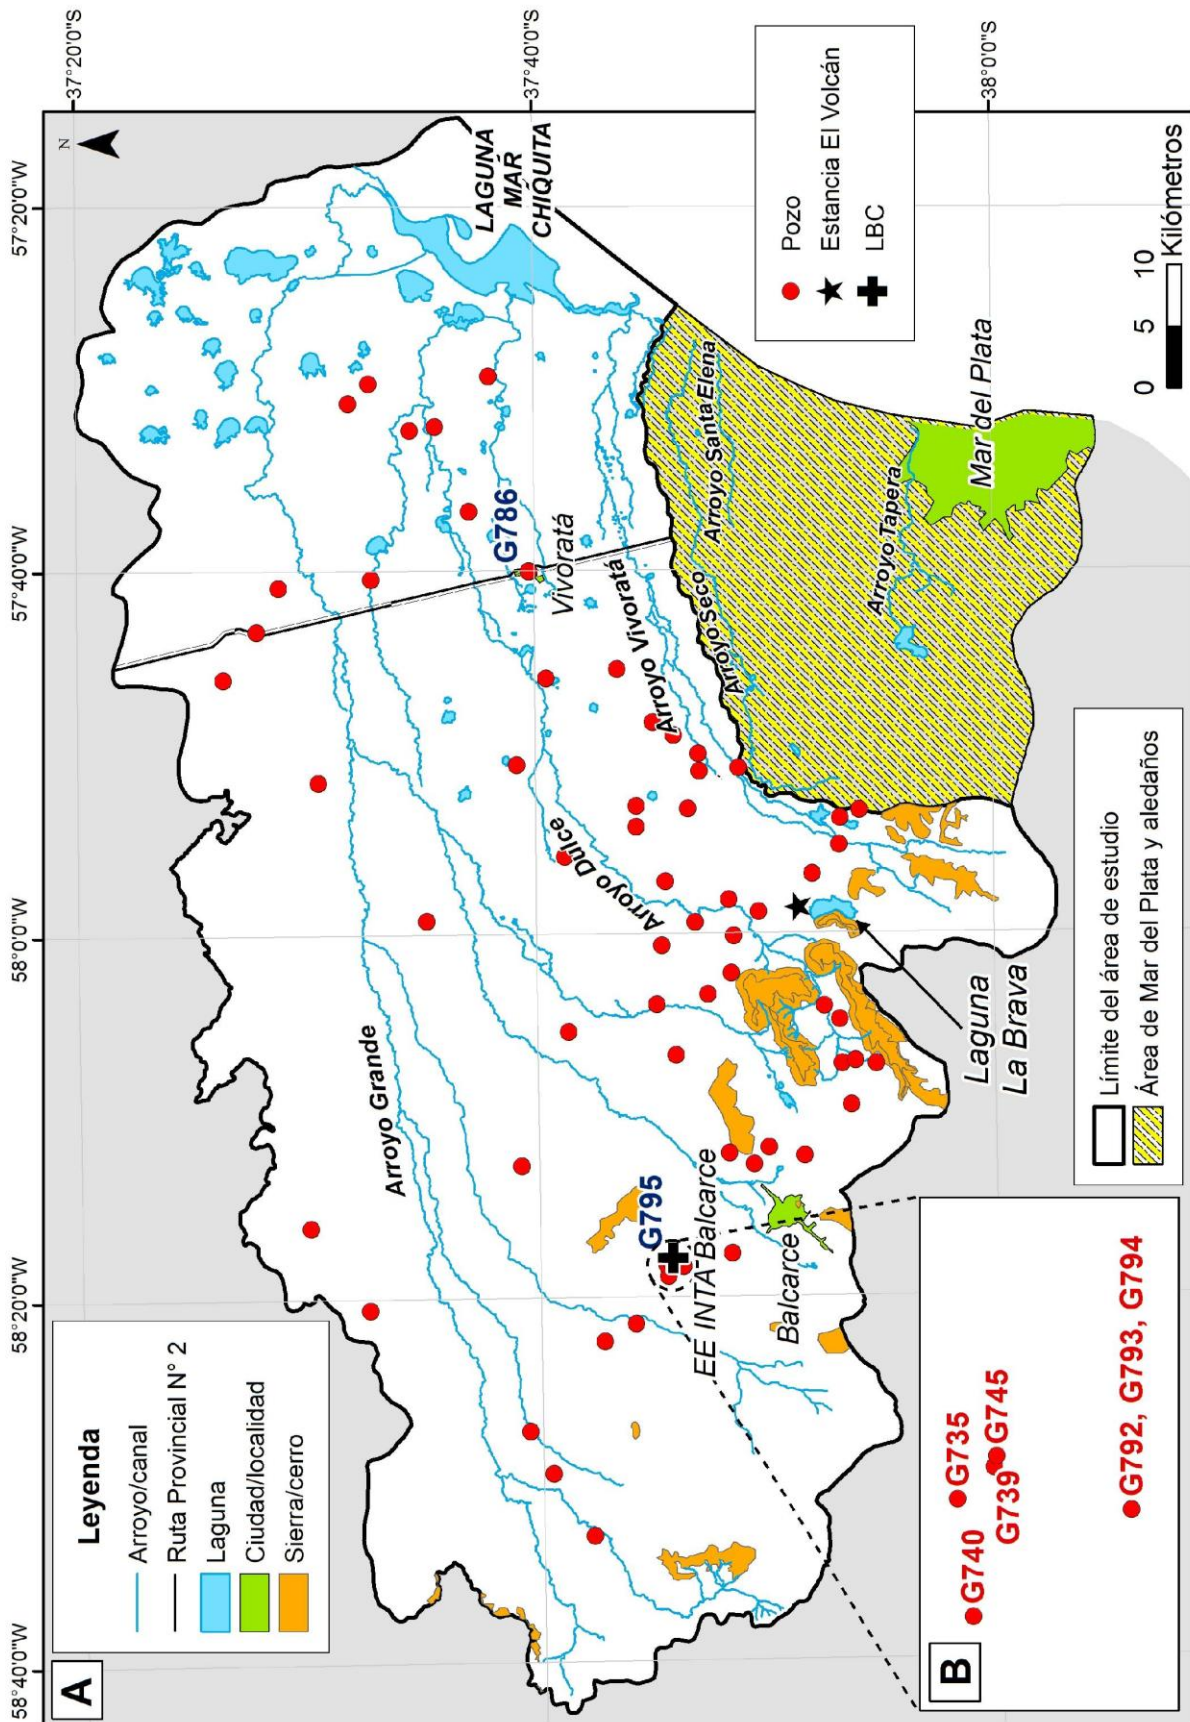 58°40'0"W
58°20'0"W
58°0'0"W
57°40'0"W
57°20'0"W
37°20'0"S
37°40'0"S
38°0'0"S
A
Leyenda
Arroyo/canal
Ruta Provincial N° 2
Laguna
Ciudad/localidad
Sierra/cerro
N
LAGUNA
MAR
CHIQUITA
Arroyo Grande
Arroyo Dulce
G786
Vivoratá
Arroyo Vivoratá
Arroyo Seco
Arroyo Santa Elena
Arroyo Tapera
Mar del Plata
G795
EE INTA Balcarce
Balcarce
Laguna
La Brava
Pozo
Estancia El Volcán
LBC
0 5 10
Kilómetros
Límite del área de estudio
Área de Mar del Plata y aledaños
B
G740
G735
G739
G745
G792, G793, G794